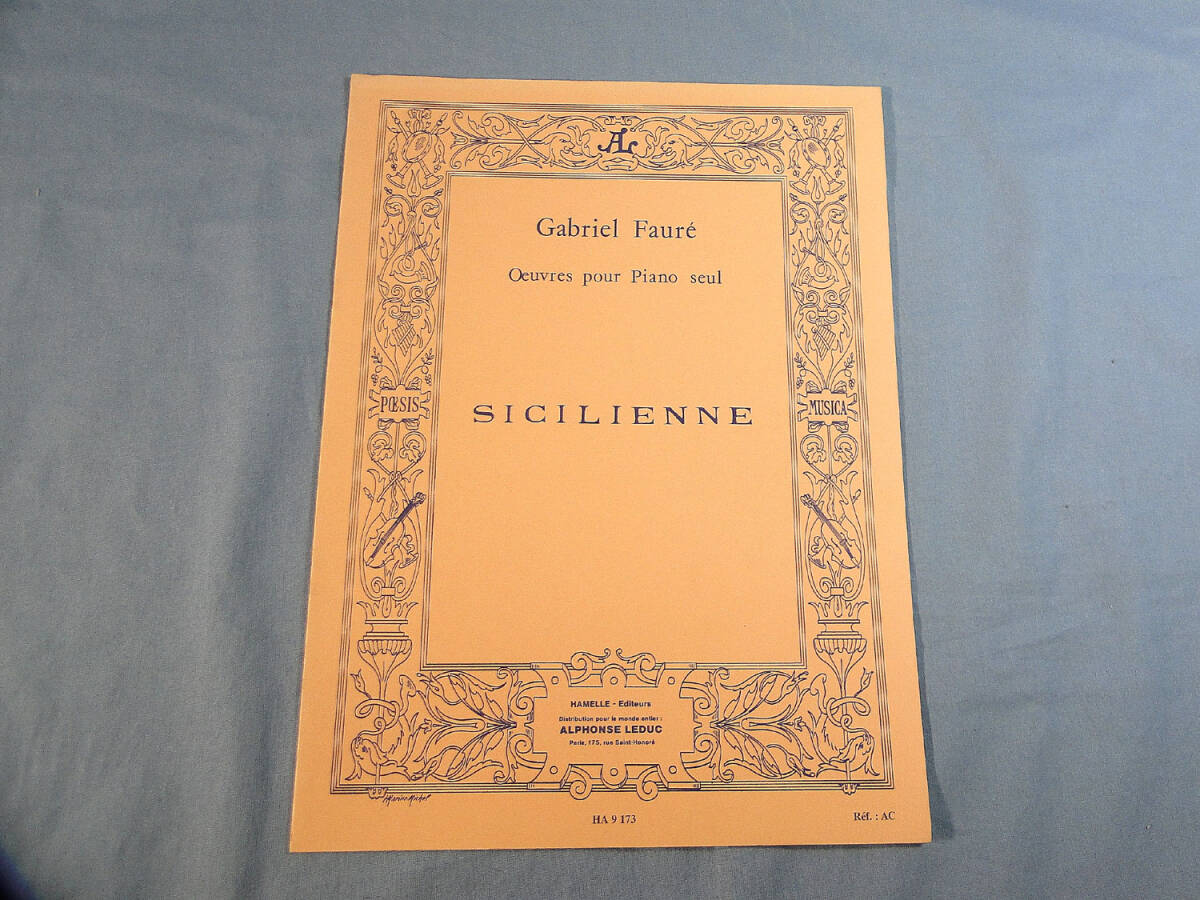 AL
Gabriel Fauré
Oeuvres pour Piano seul
PŒSIS
SICILIENNE
MUSICA
HAMELLE - Editeurs
Distribution pour le monde entier :
ALPHONSE LEDUC
Paris, 175, rue Saint-Honoré
HA 9 173
Réf. : AC